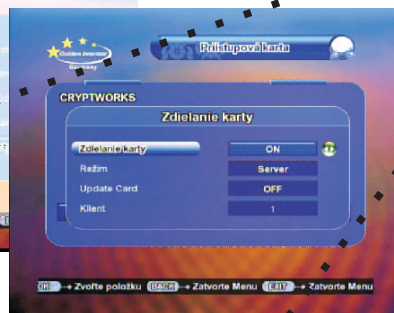 Golden Interstar
Germany
Prístupová karta
CRYPTWORKS
Zdielanie karty
Zdielanie karty ON
Režim Server
Update Card OFF
Klient 1
OK Zvoľte položku BACK Zatvorte Menu EXIT Zatvorte Menu